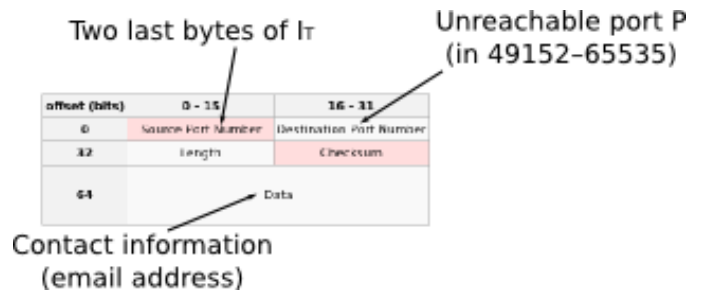 Two last bytes of IT
Unreachable port P
(in 49152–65535)
offset (bits) 0 - 15 16 - 31
0 Source Port Number Destination Port Number
32 Length Checksum
64 Data
Contact information
(email address)